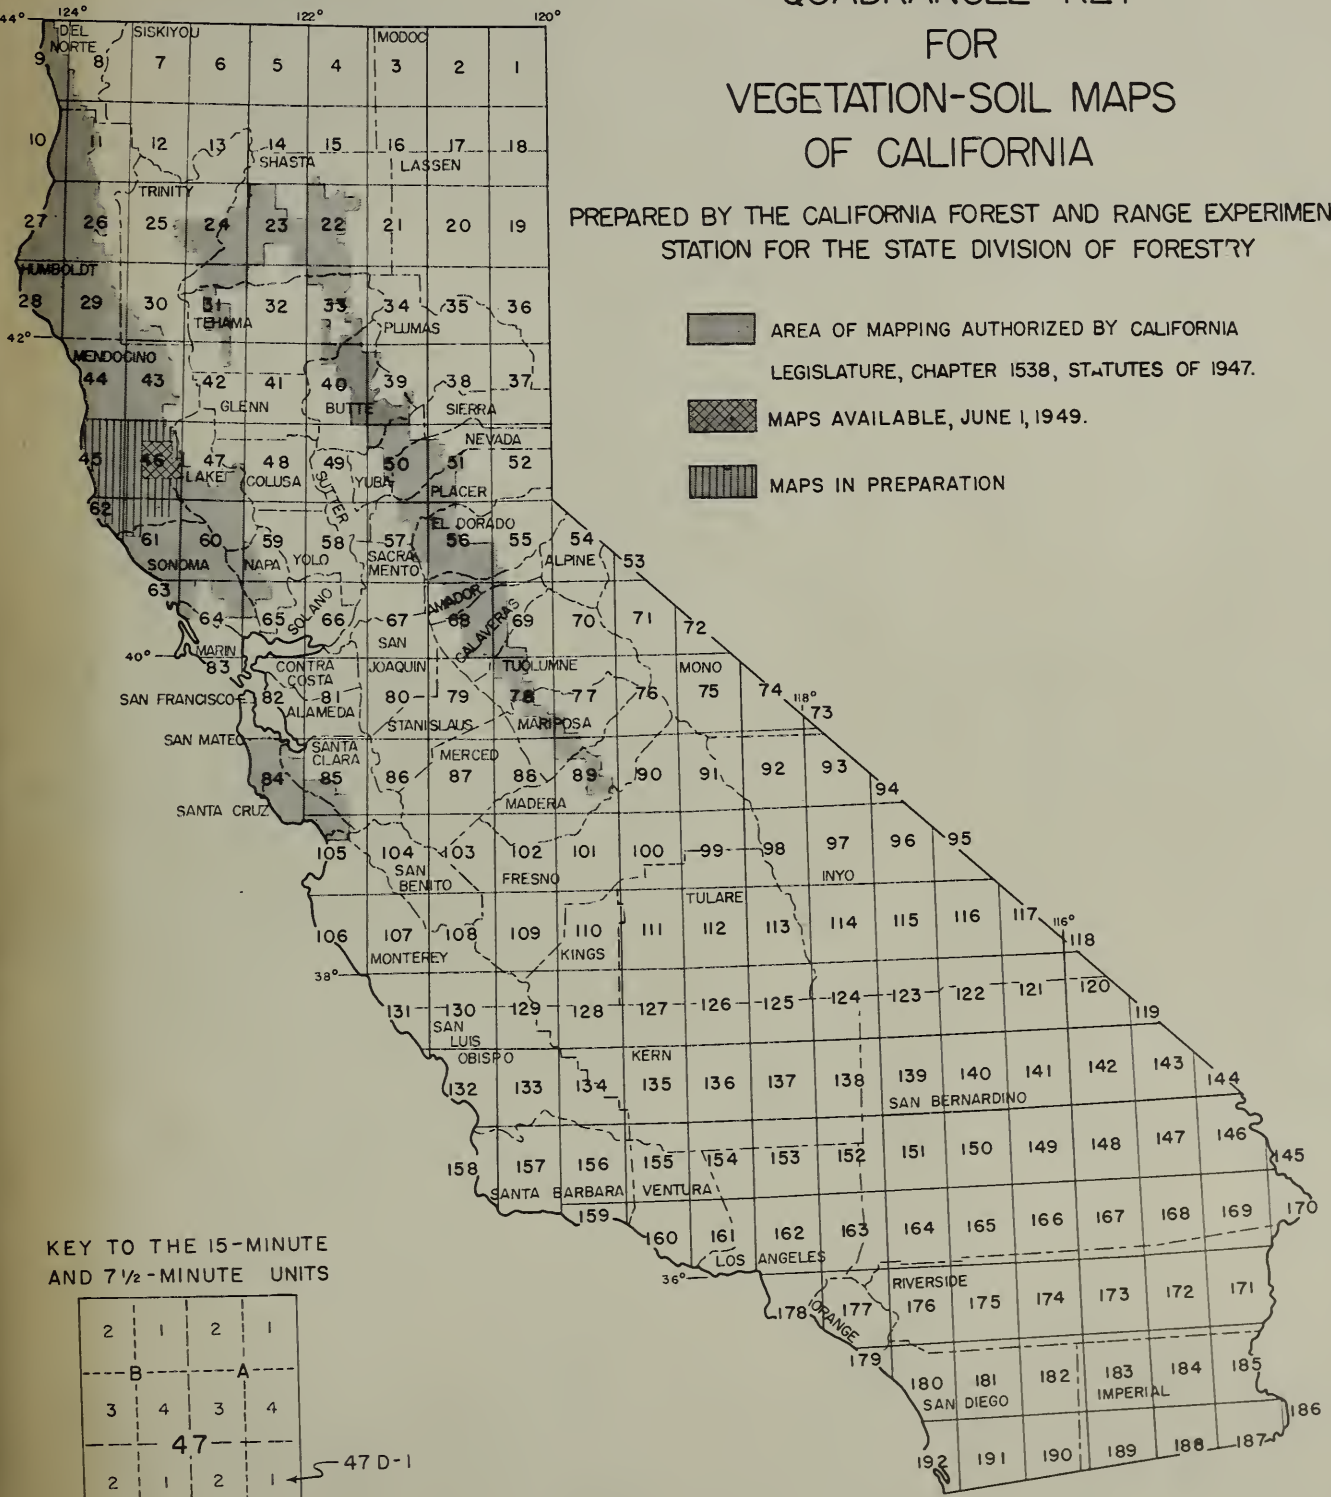 QUADRANGLE KEY
FOR
VEGETATION-SOIL MAPS
OF CALIFORNIA
PREPARED BY THE CALIFORNIA FOREST AND RANGE EXPERIMEN
STATION FOR THE STATE DIVISION OF FORESTRY
AREA OF MAPPING AUTHORIZED BY CALIFORNIA
LEGISLATURE, CHAPTER 1538, STATUTES OF 1947.
MAPS AVAILABLE, JUNE 1, 1949.
MAPS IN PREPARATION
44° 124° 122° 120°
DEL NORTE SISKIYOU MODOC
9 8 7 6 5 4 3 2 1
10 11 12 13 14 15 16 17 18
SHASTA LASSEN
TRINITY
27 26 25 24 23 22 21 20 19
HUMBOLDT
28 29 30 31 32 33 34 35 36
TEHAMA PLUMAS
42°
MENDOCINO
44 43 42 41 40 39 38 37
GLENN BUTTE SIERRA
NEVADA
45 46 47 48 49 50 51 52
LAKE COLUSA SUTTER YUBA PLACER
62
EL DORADO
61 60 59 58 57 56 55 54 53
SONOMA NAPA YOLO SACRA MENTO ALPINE
63
64 65 66 67 68 69 70 71 72
SOLANO AMADOR CALAVERAS
MARIN SAN JOAQUIN
40°
83 CONTRA COSTA TUOLUMNE MONO
SAN FRANCISCO 82 81 80 79 78 77 76 75 74 118° 73
ALAMEDA STANISLAUS MARIPOSA
SAN MATEO SANTA CLARA MERCED
84 85 86 87 88 89 90 91 92 93 94
SANTA CRUZ MADERA
105 104 103 102 101 100 99 98 97 96 95
SAN BENITO FRESNO INYO
TULARE
106 107 108 109 110 111 112 113 114 115 116 117 116° 118
MONTEREY KINGS
38°
131 130 129 128 127 126 125 124 123 122 121 120 119
SAN LUIS OBISPO KERN
132 133 134 135 136 137 138 139 140 141 142 143 144
SAN BERNARDINO
158 157 156 155 154 153 152 151 150 149 148 147 146 145
SANTA BARBARA VENTURA
159 160 161 162 163 164 165 166 167 168 169 170
LOS ANGELES
36°
RIVERSIDE
178 177 176 175 174 173 172 171
ORANGE
179 180 181 182 183 184 185
SAN DIEGO IMPERIAL
186
192 191 190 189 188 187
KEY TO THE 15-MINUTE
AND 7 1/2-MINUTE UNITS
2 1 2 1
B A
3 4 3 4
47
2 1 2 1
47 D-1